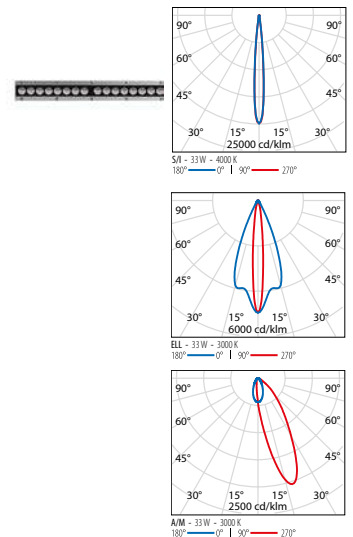 90° 90°
60° 60°
45° 45°
30° 15° 15° 30°
25000 cd/klm
S/I - 33 W - 4000 K
180° 0° | 90° 270°
90° 90°
60° 60°
45° 45°
30° 15° 15° 30°
6000 cd/klm
ELL - 33 W - 3000 K
180° 0° | 90° 270°
90° 90°
60° 60°
45° 45°
30° 15° 15° 30°
2500 cd/klm
A/M - 33 W - 3000 K
180° 0° | 90° 270°